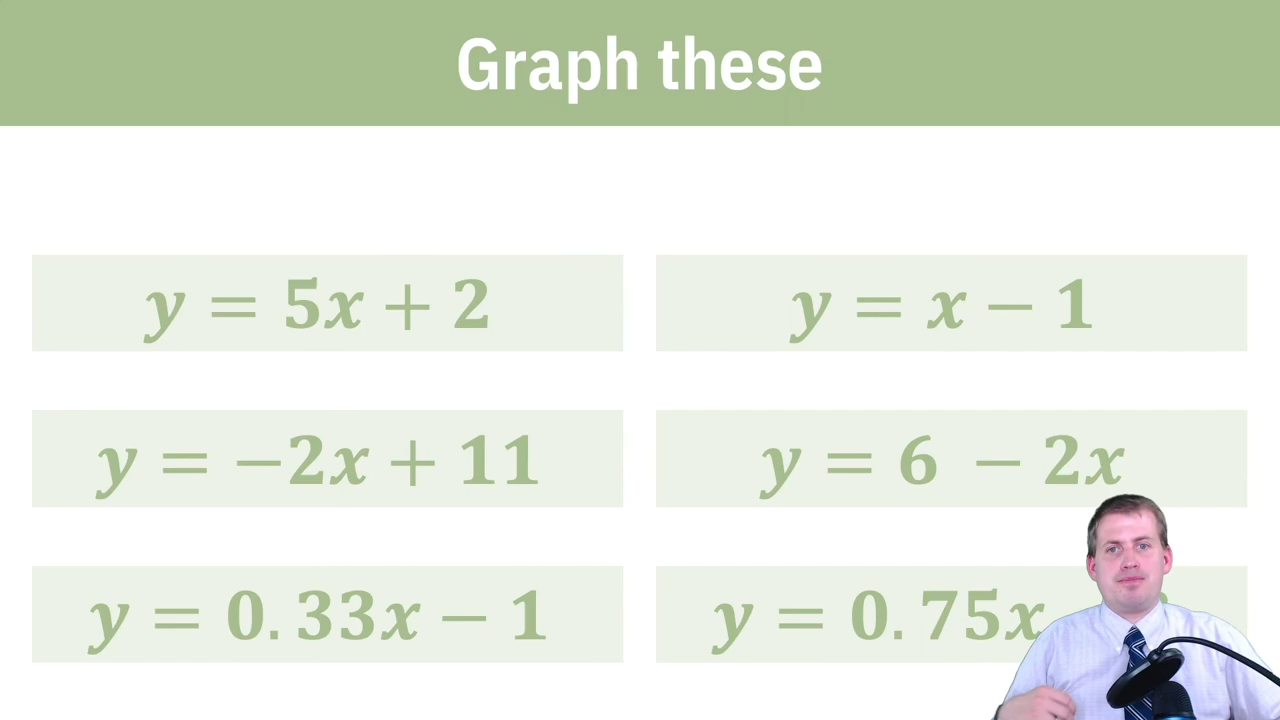 Graph these
y = 5x + 2
y = x − 1
y = −2x + 11
y = 6 − 2x
y = 0.33x − 1
y = 0.75x